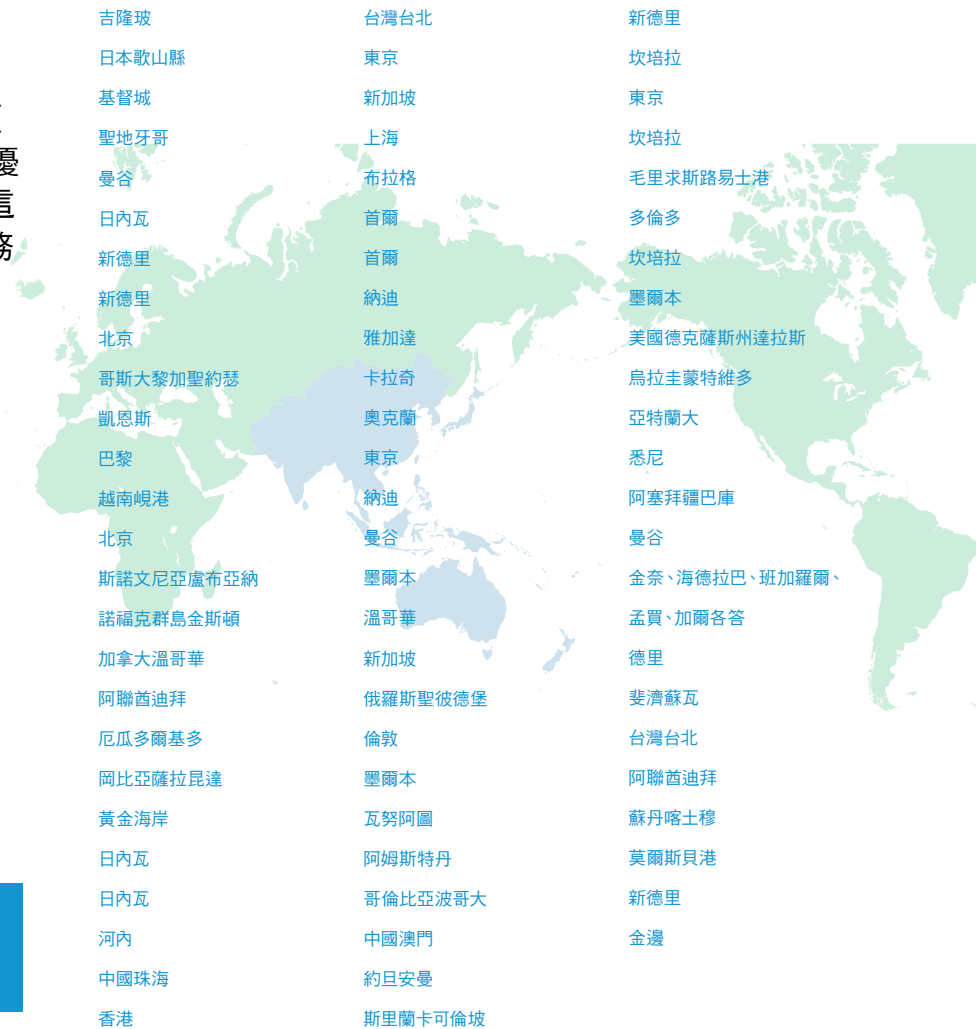 優
這
務
吉隆玻
日本歌山縣
基督城
聖地牙哥
曼谷
日內瓦
新德里
新德里
北京
哥斯大黎加聖約瑟
凱恩斯
巴黎
越南峴港
北京
斯諾文尼亞盧布亞納
諾福克群島金斯頓
加拿大溫哥華
阿聯酋迪拜
厄瓜多爾基多
岡比亞薩拉昆達
黃金海岸
日內瓦
日內瓦
河內
中國珠海
香港
台灣台北
東京
新加坡
上海
布拉格
首爾
首爾
納迪
雅加達
卡拉奇
奧克蘭
東京
納迪
曼谷
墨爾本
溫哥華
新加坡
俄羅斯聖彼德堡
倫敦
墨爾本
瓦努阿圖
阿姆斯特丹
哥倫比亞波哥大
中國澳門
約旦安曼
斯里蘭卡可倫坡
新德里
坎培拉
東京
坎培拉
毛里求斯路易士港
多倫多
坎培拉
墨爾本
美國德克薩斯州達拉斯
烏拉圭蒙特維多
亞特蘭大
悉尼
阿塞拜疆巴庫
曼谷
金奈、海德拉巴、班加羅爾、
孟買、加爾各答
德里
斐濟蘇瓦
台灣台北
阿聯酋迪拜
蘇丹喀土穆
莫爾斯貝港
新德里
金邊